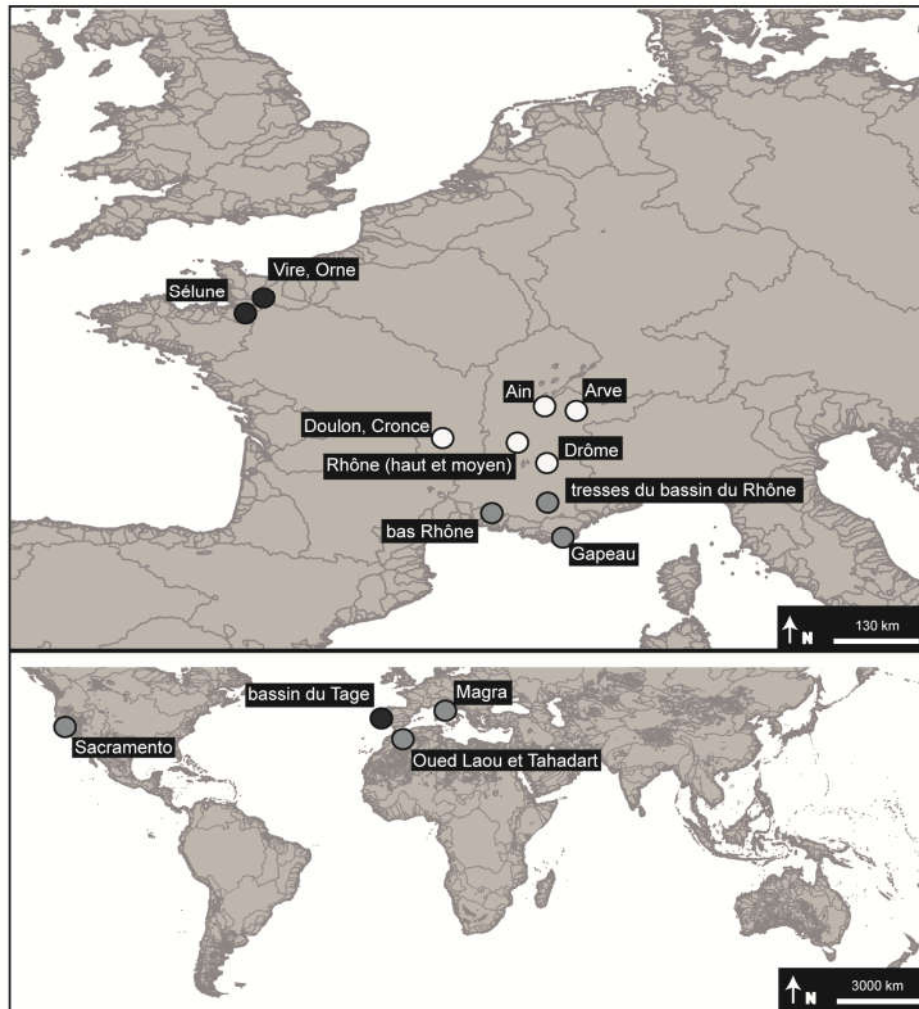 Vire, Orne
Sélune
Ain
Arve
Doulon, Cronce
Rhône (haut et moyen)
Drôme
tresses du bassin du Rhône
bas Rhône
Gapeau
N
130 km
bassin du Tage
Magra
Sacramento
Oued Laou et Tahadart
N
3000 km